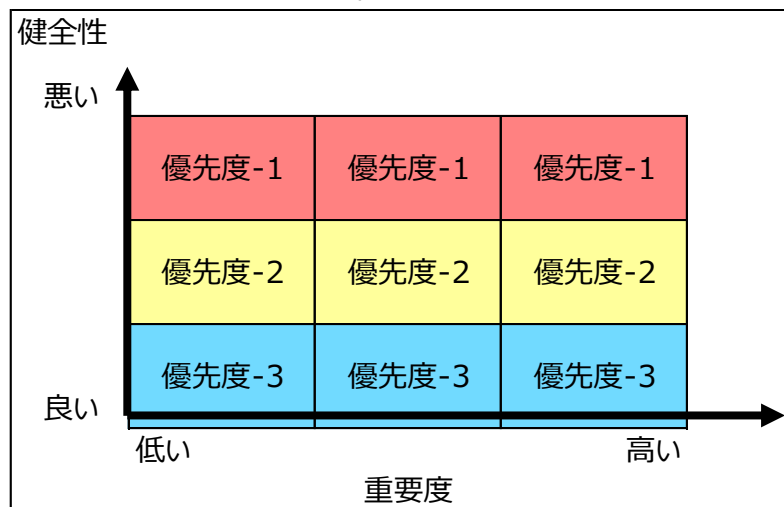 健全性
悪い
優先度-1 優先度-1 優先度-1
優先度-2 優先度-2 優先度-2
優先度-3 優先度-3 優先度-3
良い
低い 高い
重要度